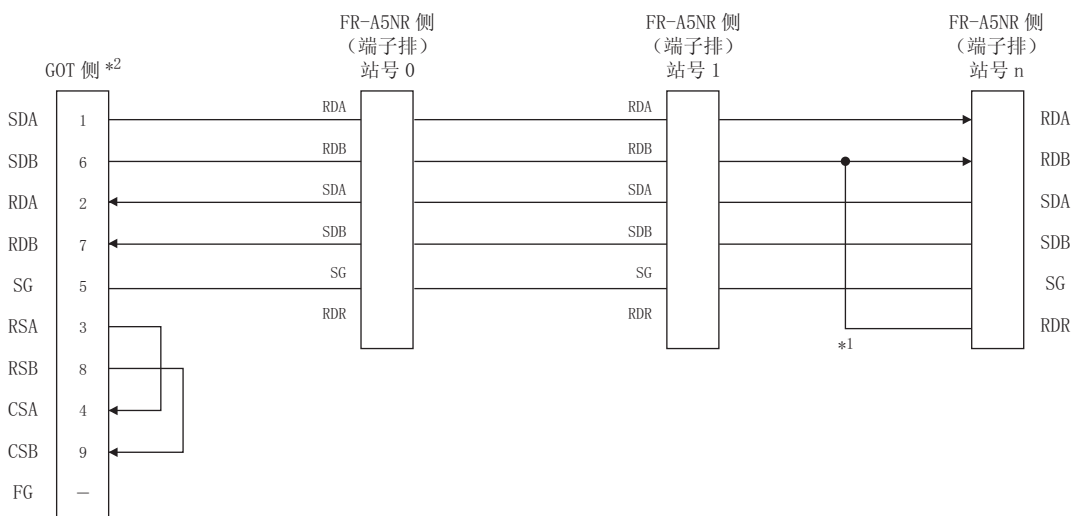 FR-A5NR 侧
（端子排）
站号 0
FR-A5NR 侧
（端子排）
站号 1
FR-A5NR 侧
（端子排）
站号 n
GOT 侧 *2
SDA 1 RDA RDA RDA
SDB 6 RDB RDB RDB
RDA 2 SDA SDA SDA
RDB 7 SDB SDB SDB
SG 5 SG SG SG
RSA 3 RDR RDR RDR
*1
RSB 8
CSA 4
CSB 9
FG －